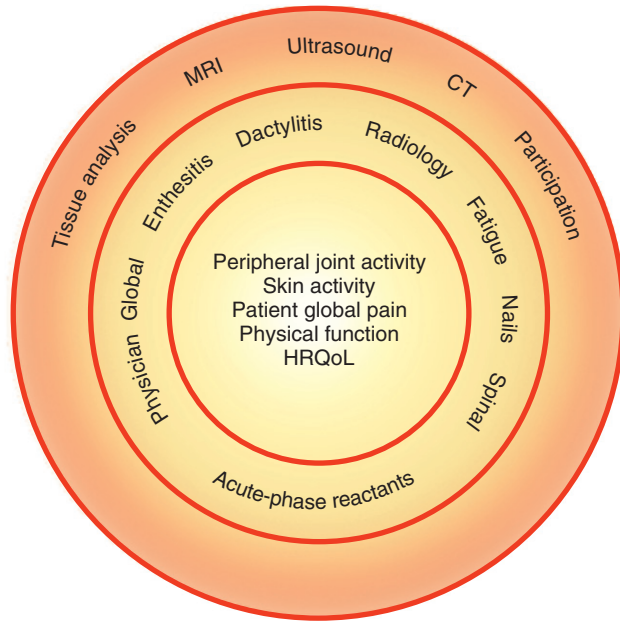 Tissue analysis
MRI
Ultrasound
CT
Participation
Physician Global
Enthesitis
Dactylitis
Radiology
Fatigue
Nails
Spinal
Acute-phase reactants
Peripheral joint activity
Skin activity
Patient global pain
Physical function
HRQoL